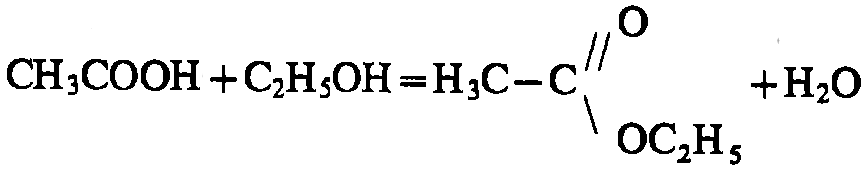 O
CH₃COOH + C₂H₅OH = H₃C – C + H₂O
OC₂H₅